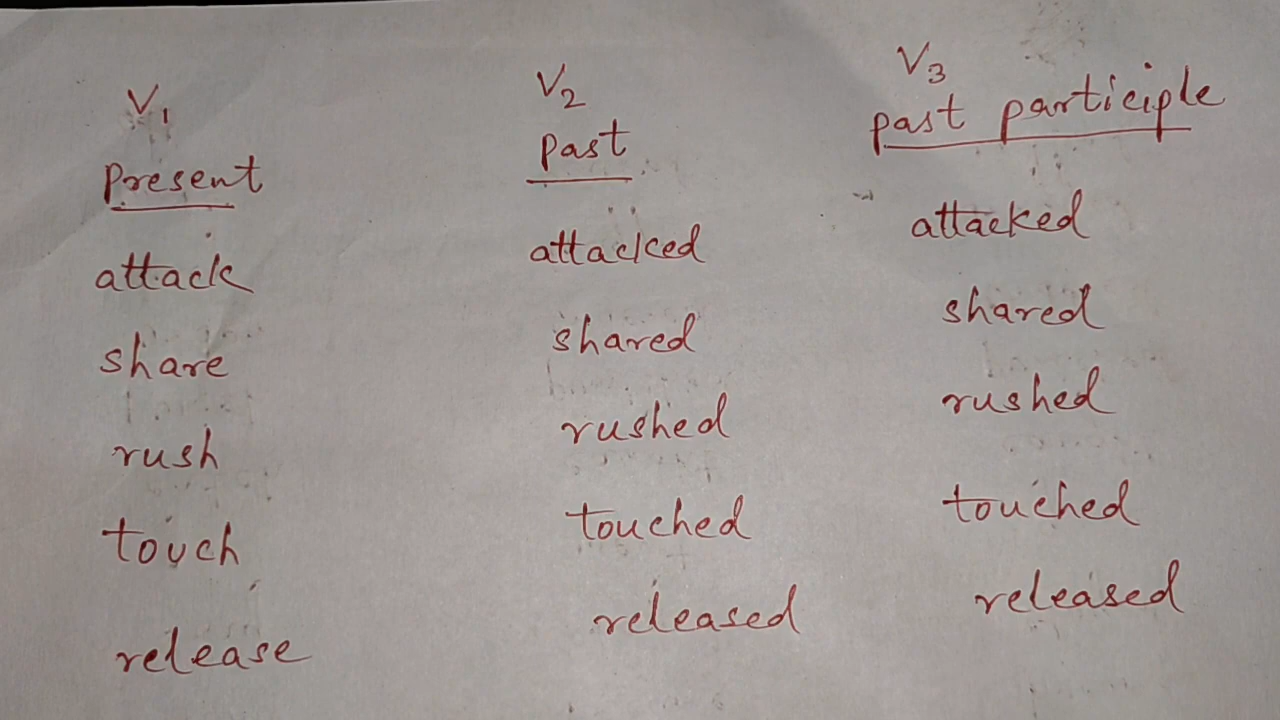 V1 V2 V3
Present Past past participle
attack attacked attacked
share shared shared
rush rushed rushed
touch touched touched
release released released